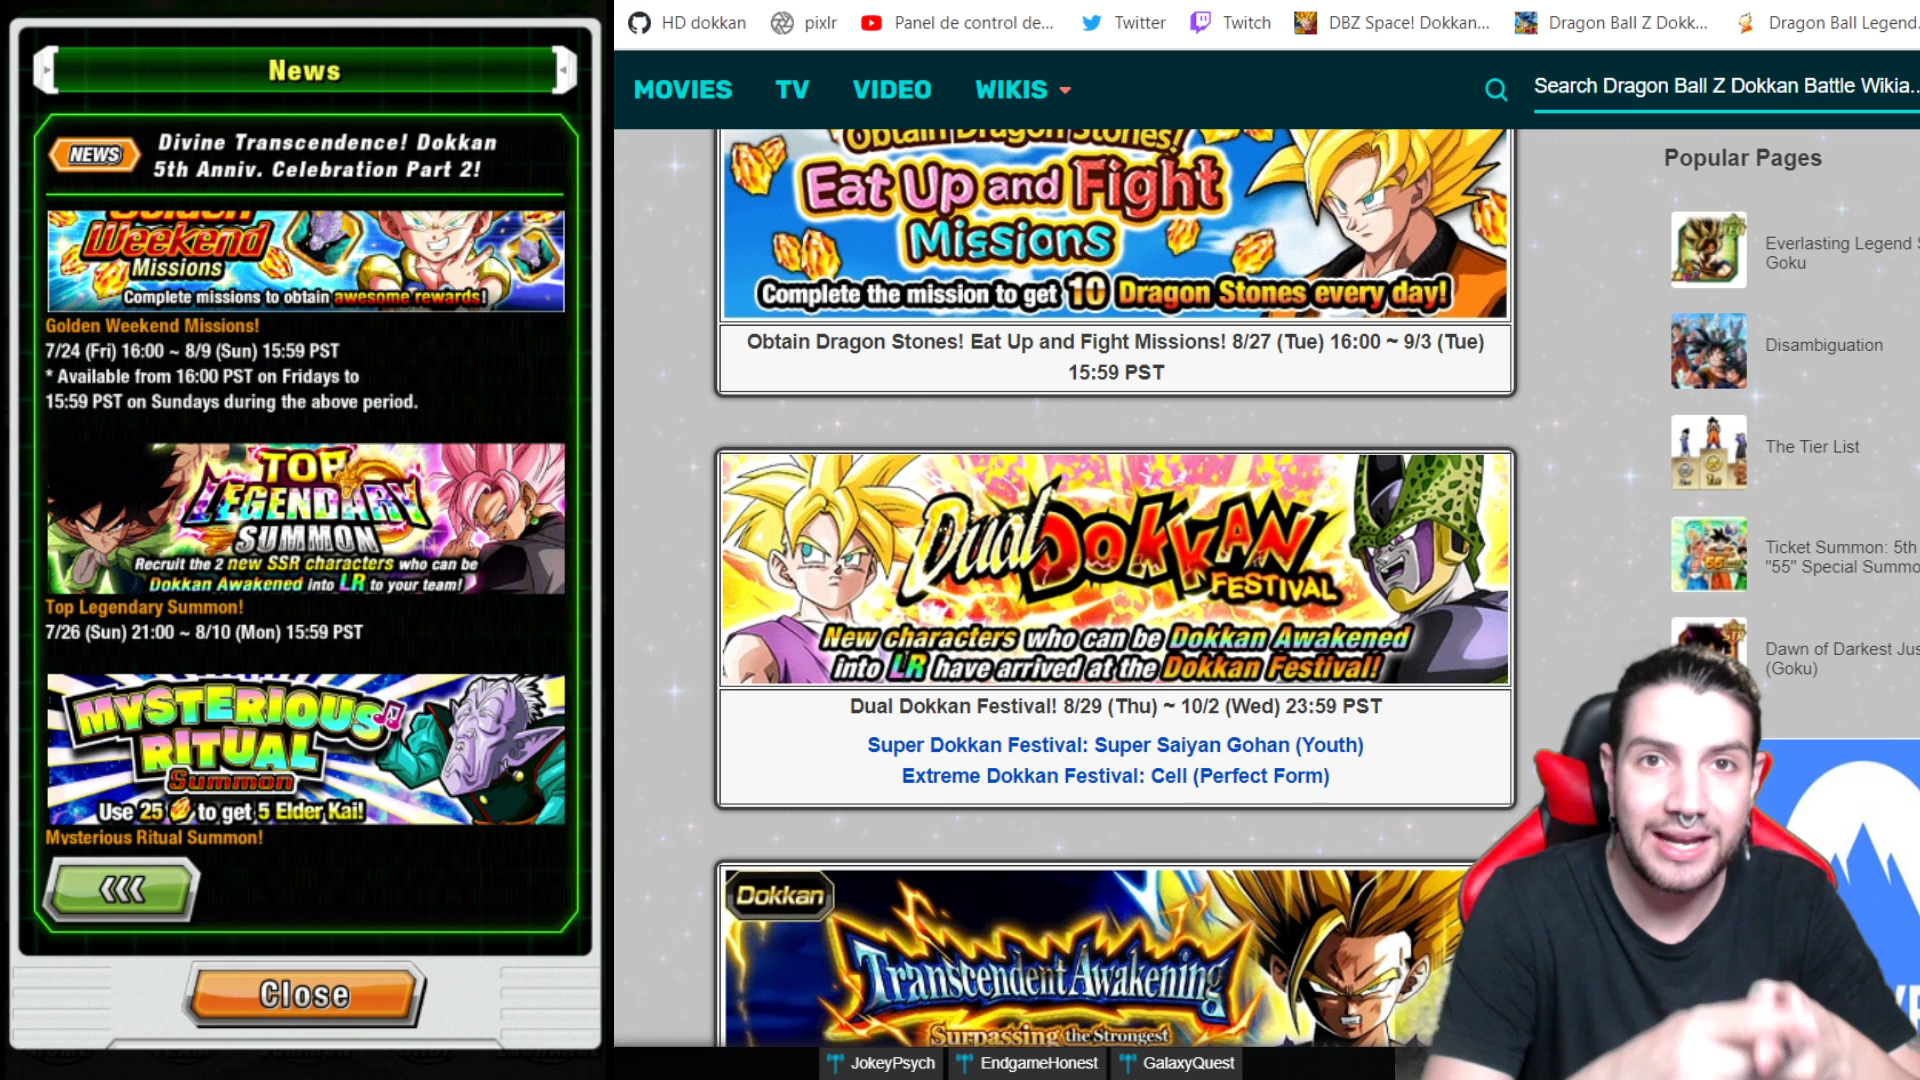 News
NEWS
Divine Transcendence! Dokkan
5th Anniv. Celebration Part 2!
Golden
Weekend
Missions
Complete missions to obtain awesome rewards!
Golden Weekend Missions!
7/24 (Fri) 16:00 ~ 8/9 (Sun) 15:59 PST
* Available from 16:00 PST on Fridays to
15:59 PST on Sundays during the above period.
TOP
LEGENDARY
SUMMON
Recruit the 2 new SSR characters who can be
Dokkan Awakened into LR to your team!
Top Legendary Summon!
7/26 (Sun) 21:00 ~ 8/10 (Mon) 15:59 PST
MYSTERIOUS
RITUAL
Summon
Use 25 to get 5 Elder Kai!
Mysterious Ritual Summon!
Close
HD dokkan
pixlr
Panel de control de...
Twitter
Twitch
DBZ Space! Dokkan...
Dragon Ball Z Dokk...
Dragon Ball Legend
MOVIES
TV
VIDEO
WIKIS
Search Dragon Ball Z Dokkan Battle Wikia...
Obtain Dragon Stones!
Eat Up and Fight
Missions
Complete the mission to get 10 Dragon Stones every day!
Obtain Dragon Stones! Eat Up and Fight Missions! 8/27 (Tue) 16:00 ~ 9/3 (Tue)
15:59 PST
Dual DOKKAN
FESTIVAL
New characters who can be Dokkan Awakened
into LR have arrived at the Dokkan Festival!
Dual Dokkan Festival! 8/29 (Thu) ~ 10/2 (Wed) 23:59 PST
Super Dokkan Festival: Super Saiyan Gohan (Youth)
Extreme Dokkan Festival: Cell (Perfect Form)
Dokkan
Transcendent Awakening
Surpassing the Strongest
Popular Pages
Everlasting Legend S
Goku
Disambiguation
The Tier List
Ticket Summon: 5th
"55" Special Summo
Dawn of Darkest Jus
(Goku)
JokeyPsych
EndgameHonest
GalaxyQuest